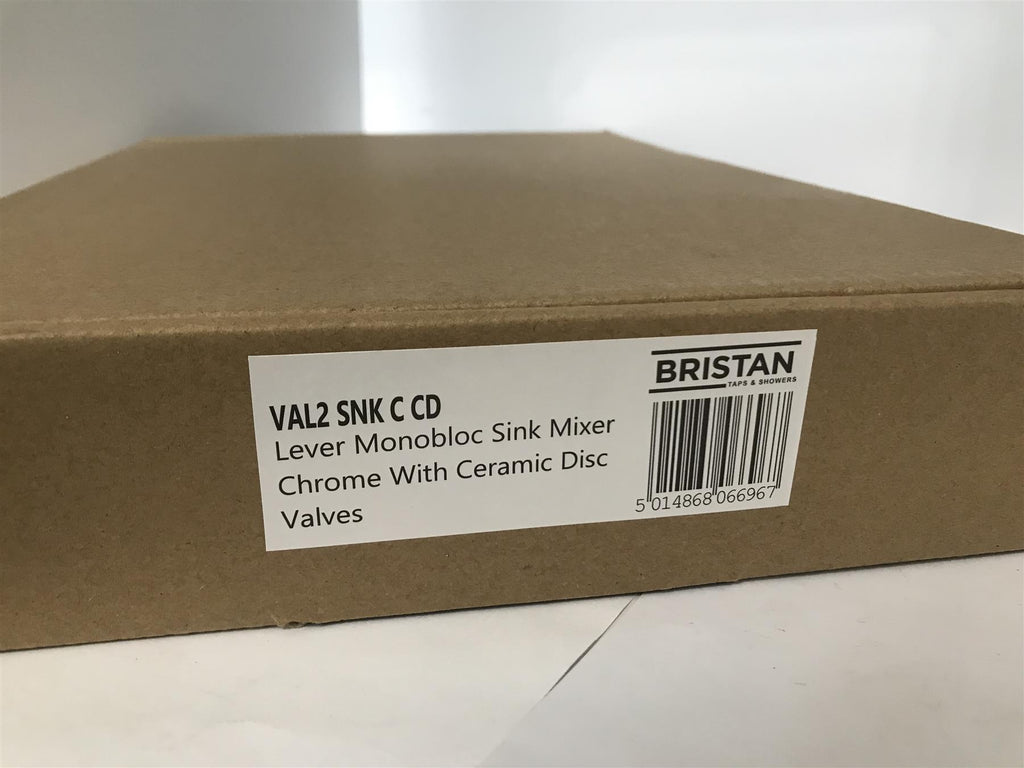 BRISTAN
TAPS & SHOWERS
VAL2 SNK C CD
Lever Monobloc Sink Mixer
Chrome With Ceramic Disc
Valves
5 014868 066967